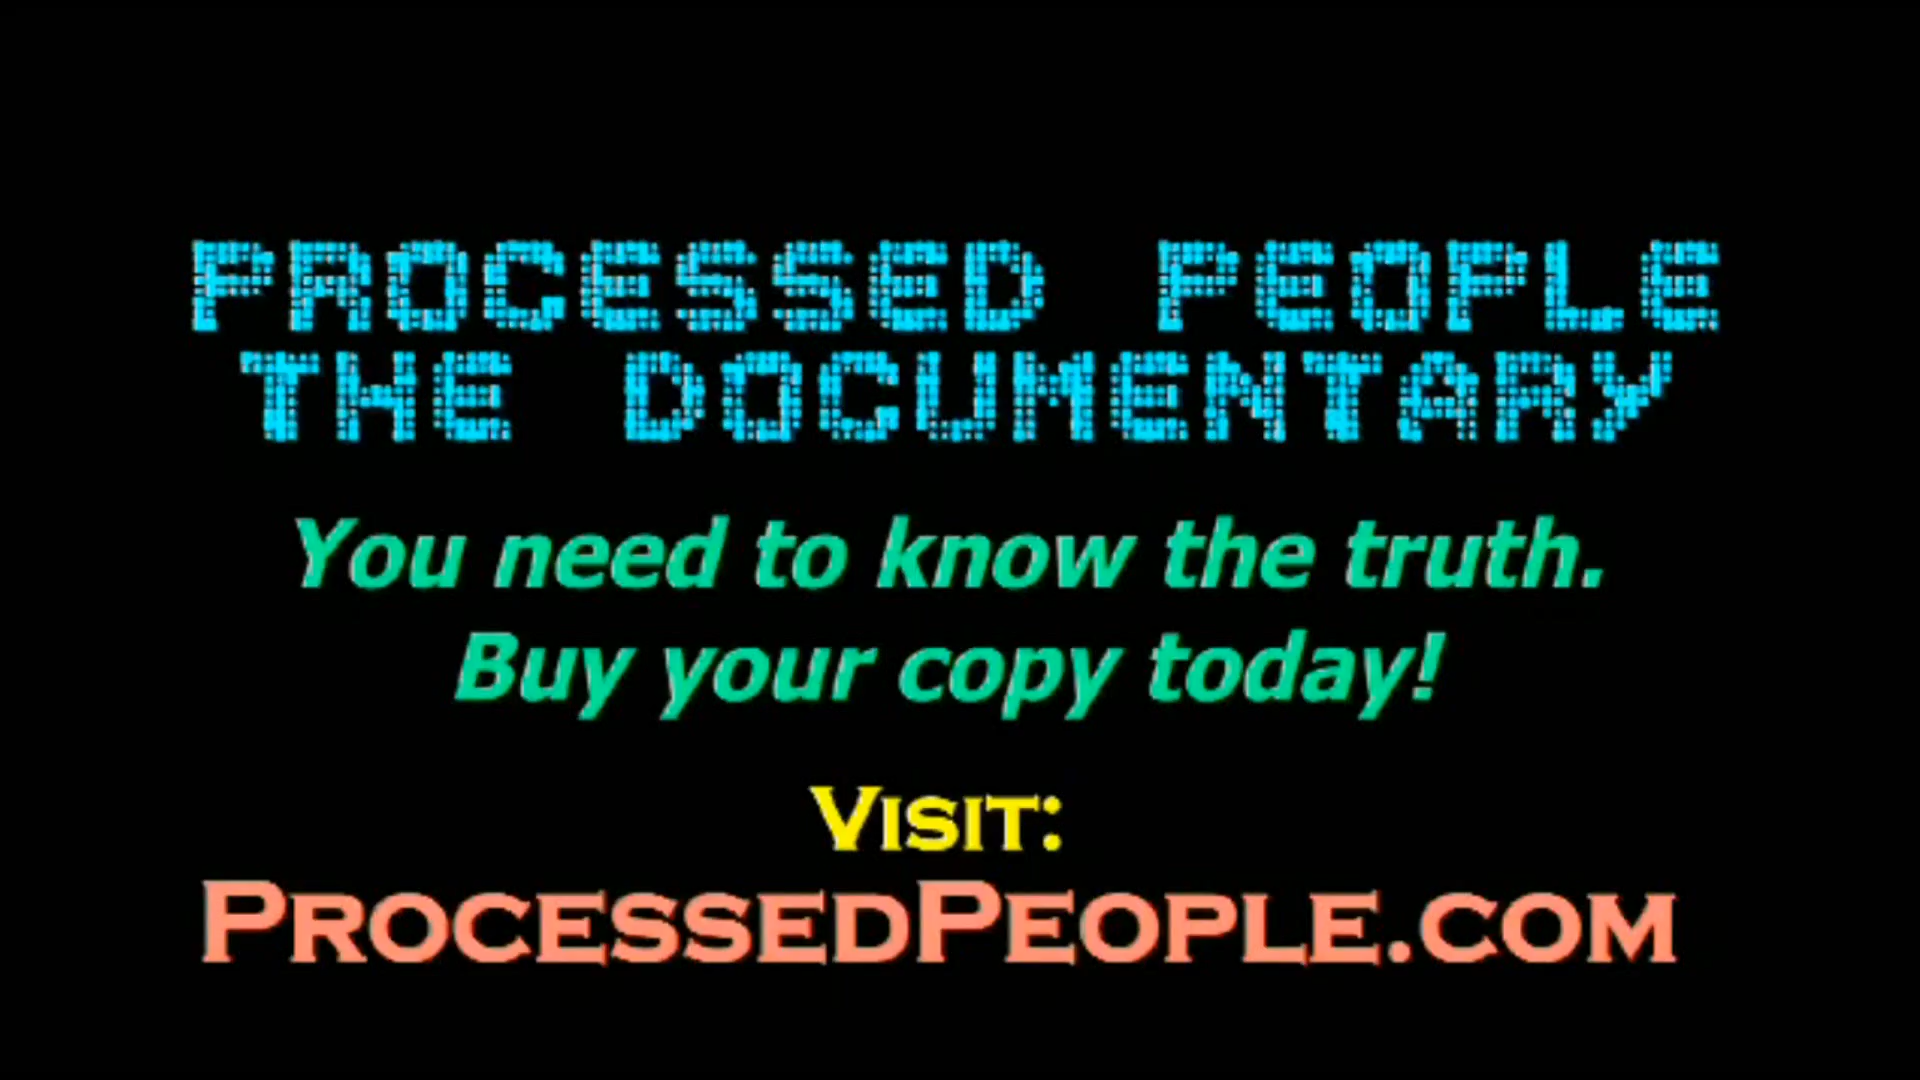 PROCESSED PEOPLE
THE DOCUMENTARY
You need to know the truth.
Buy your copy today!
VISIT:
PROCESSEDPEOPLE.COM